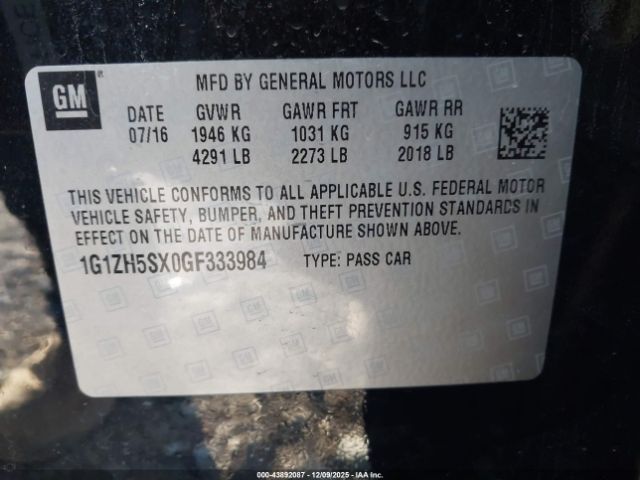 GM
MFD BY GENERAL MOTORS LLC
DATE GVWR GAWR FRT GAWR RR
07/16 1946 KG 1031 KG 915 KG
4291 LB 2273 LB 2018 LB
THIS VEHICLE CONFORMS TO ALL APPLICABLE U.S. FEDERAL MOTOR
VEHICLE SAFETY, BUMPER, AND THEFT PREVENTION STANDARDS IN
EFFECT ON THE DATE OF MANUFACTURE SHOWN ABOVE.
1G1ZH5SX0GF333984 TYPE: PASS CAR
000-43892087 - 12/09/2025 - IAAI.COM